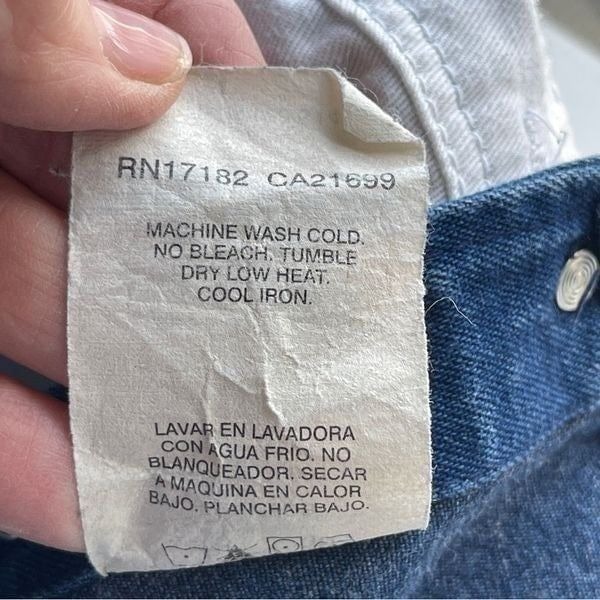 RN17182 CA21699
MACHINE WASH COLD.
NO BLEACH. TUMBLE
DRY LOW HEAT.
COOL IRON.
LAVAR EN LAVADORA
CON AGUA FRIO. NO
BLANQUEADOR. SECAR
A MAQUINA EN CALOR
BAJO. PLANCHAR BAJO.